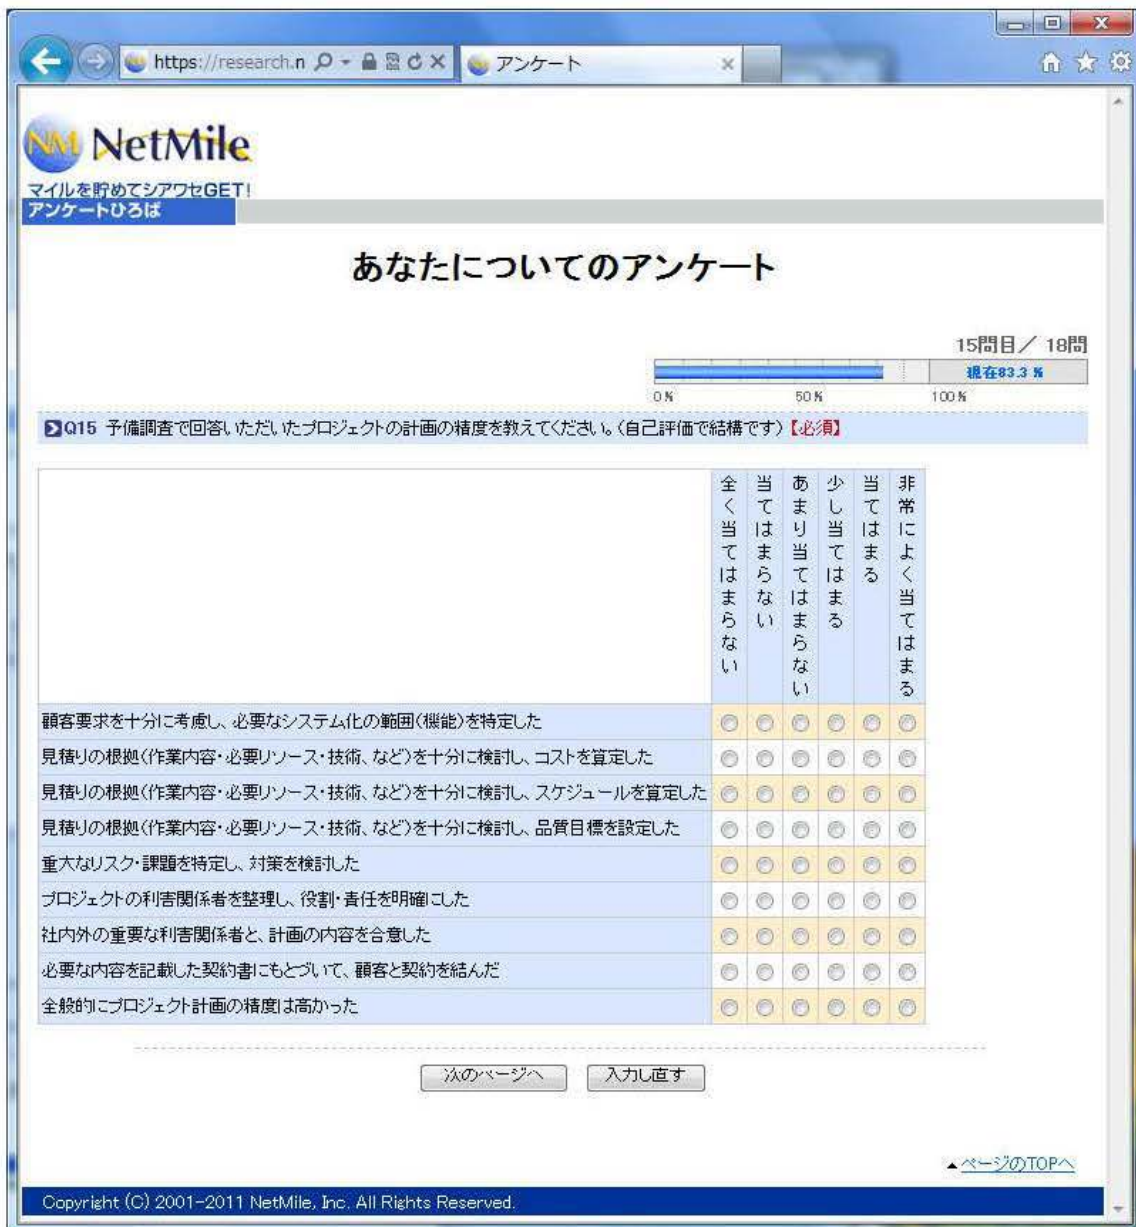 https://research.n
アンケート
NM NetMile
マイルを貯めてシアワセGET!
アンケートひろば
あなたについてのアンケート
15問目／ 18問
現在83.3 %
0% 50% 100%
Q15 予備調査で回答いただいたプロジェクトの計画の精度を教えてください。(自己評価で結構です)【必須】
全く当てはまらない
当てはまらない
あまり当てはまらない
少し当てはまる
当てはまる
非常によく当てはまる
顧客要求を十分に考慮し、必要なシステム化の範囲(機能)を特定した
見積りの根拠(作業内容・必要リソース・技術、など)を十分に検討し、コストを算定した
見積りの根拠(作業内容・必要リソース・技術、など)を十分に検討し、スケジュールを算定した
見積りの根拠(作業内容・必要リソース・技術、など)を十分に検討し、品質目標を設定した
重大なリスク・課題を特定し、対策を検討した
プロジェクトの利害関係者を整理し、役割・責任を明確にした
社内外の重要な利害関係者と、計画の内容を合意した
必要な内容を記載した契約書にもとづいて、顧客と契約を結んだ
全般的にプロジェクト計画の精度は高かった
次のページへ 入力し直す
▲ページのTOPへ
Copyright (C) 2001-2011 NetMile, Inc. All Rights Reserved.